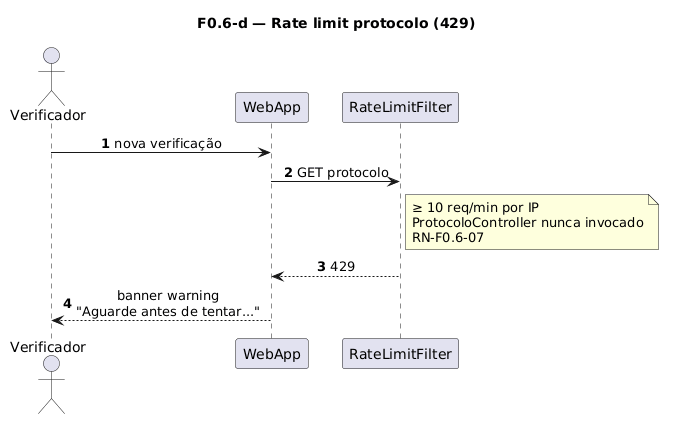 F0.6-d — Rate limit protocolo (429)
Verificador
WebApp
RateLimitFilter
1 nova verificação
2 GET protocolo
≥ 10 req/min por IP
ProtocoloController nunca invocado
RN-F0.6-07
3 429
4 banner warning
"Aguarde antes de tentar..."
Verificador
WebApp
RateLimitFilter